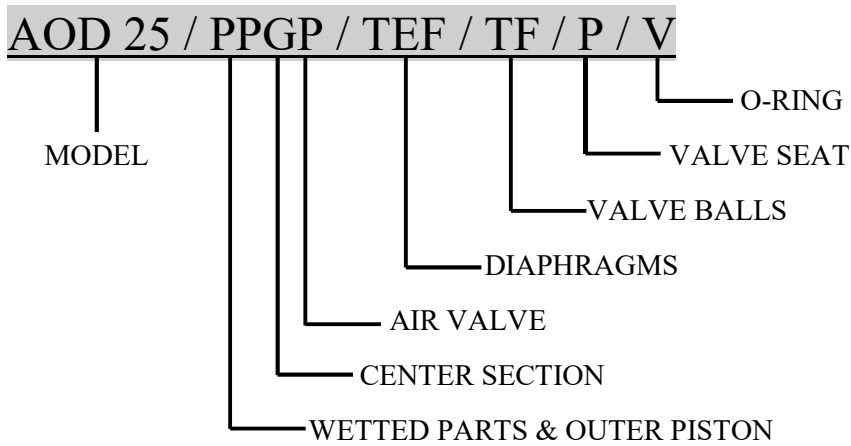 AOD 25 / PPGP / TEF / TF / P / V
O-RING
MODEL
VALVE SEAT
VALVE BALLS
DIAPHRAGMS
AIR VALVE
CENTER SECTION
WETTED PARTS & OUTER PISTON